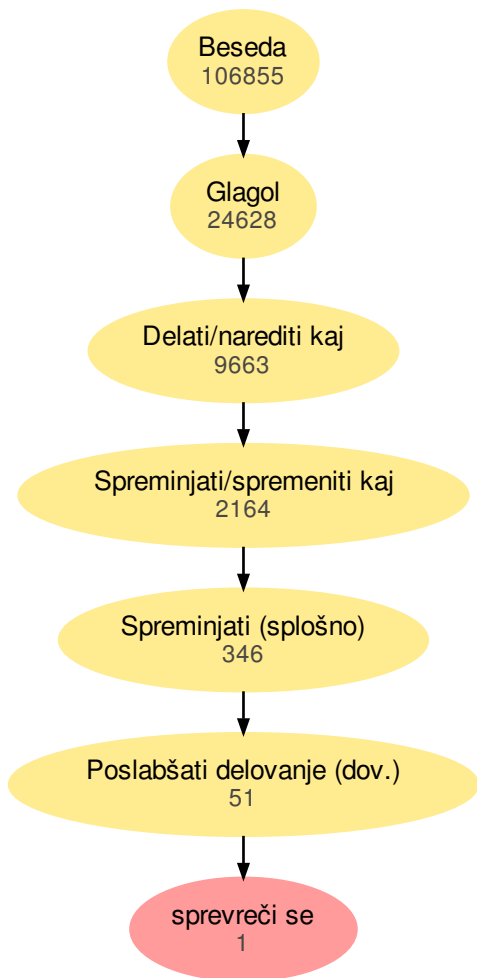 Beseda
106855
Glagol
24628
Delati/narediti kaj
9663
Spreminjati/spremeniti kaj
2164
Spreminjati (splošno)
346
Poslabšati delovanje (dov.)
51
sprevreči se
1